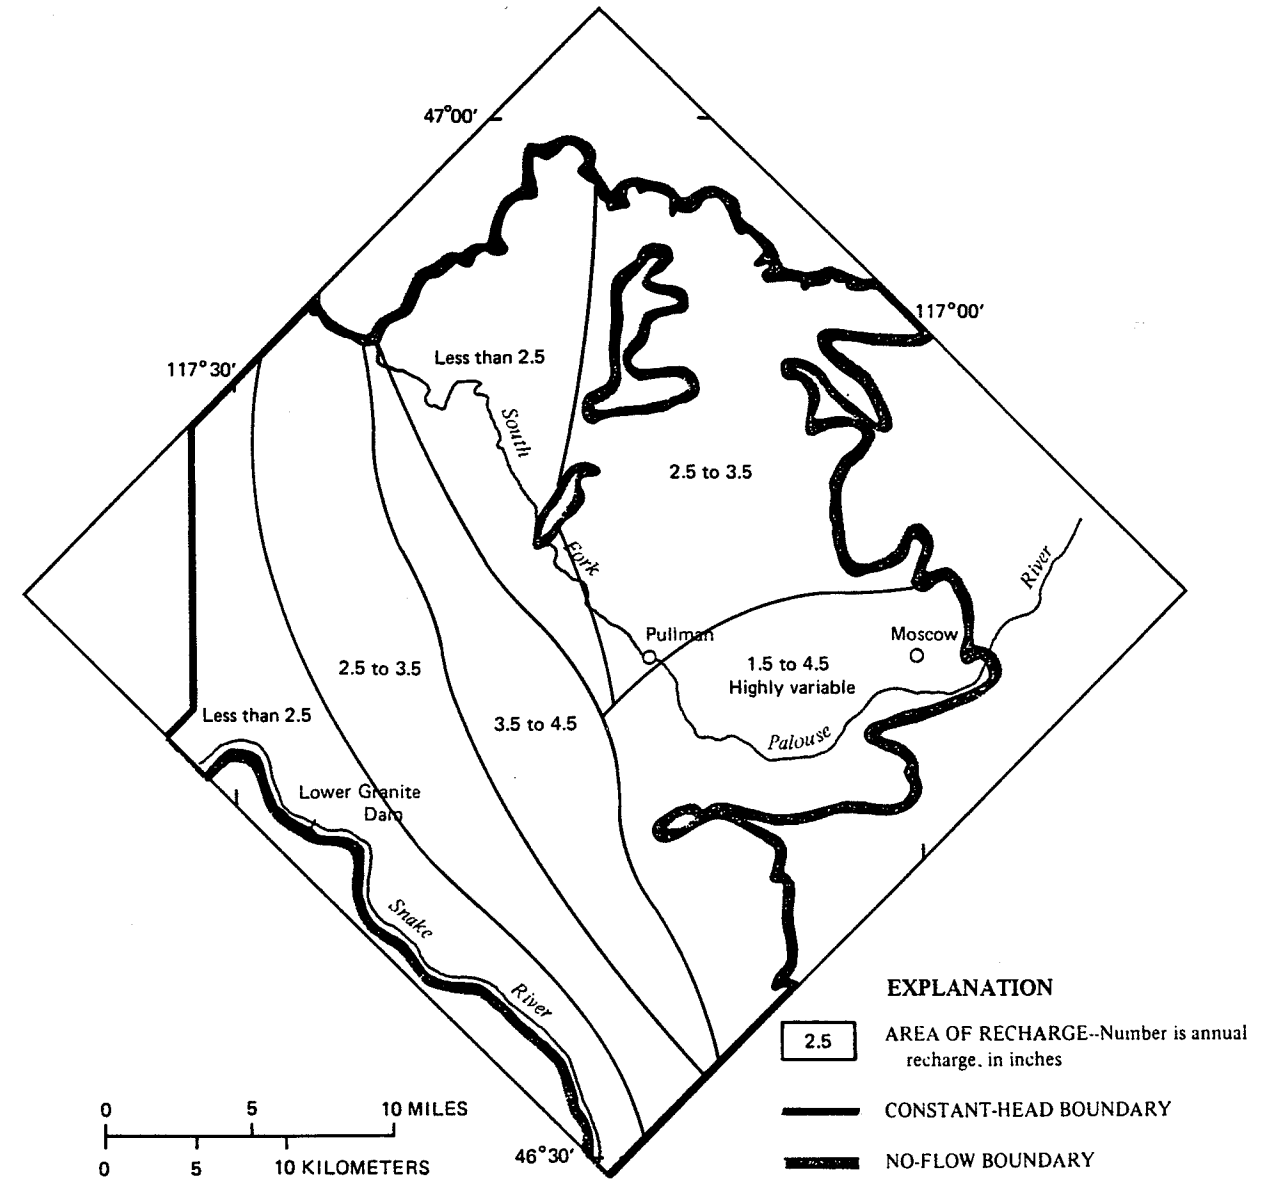 47°00′
117°00′
117°30′
Less than 2.5
South
2.5 to 3.5
Fork
River
Pullman
Moscow
1.5 to 4.5
Highly variable
2.5 to 3.5
Less than 2.5
3.5 to 4.5
Palouse
Lower Granite
Dam
Snake
River
46°30′
EXPLANATION
2.5
AREA OF RECHARGE--Number is annual
recharge, in inches
CONSTANT-HEAD BOUNDARY
NO-FLOW BOUNDARY
0 5 10 MILES
0 5 10 KILOMETERS